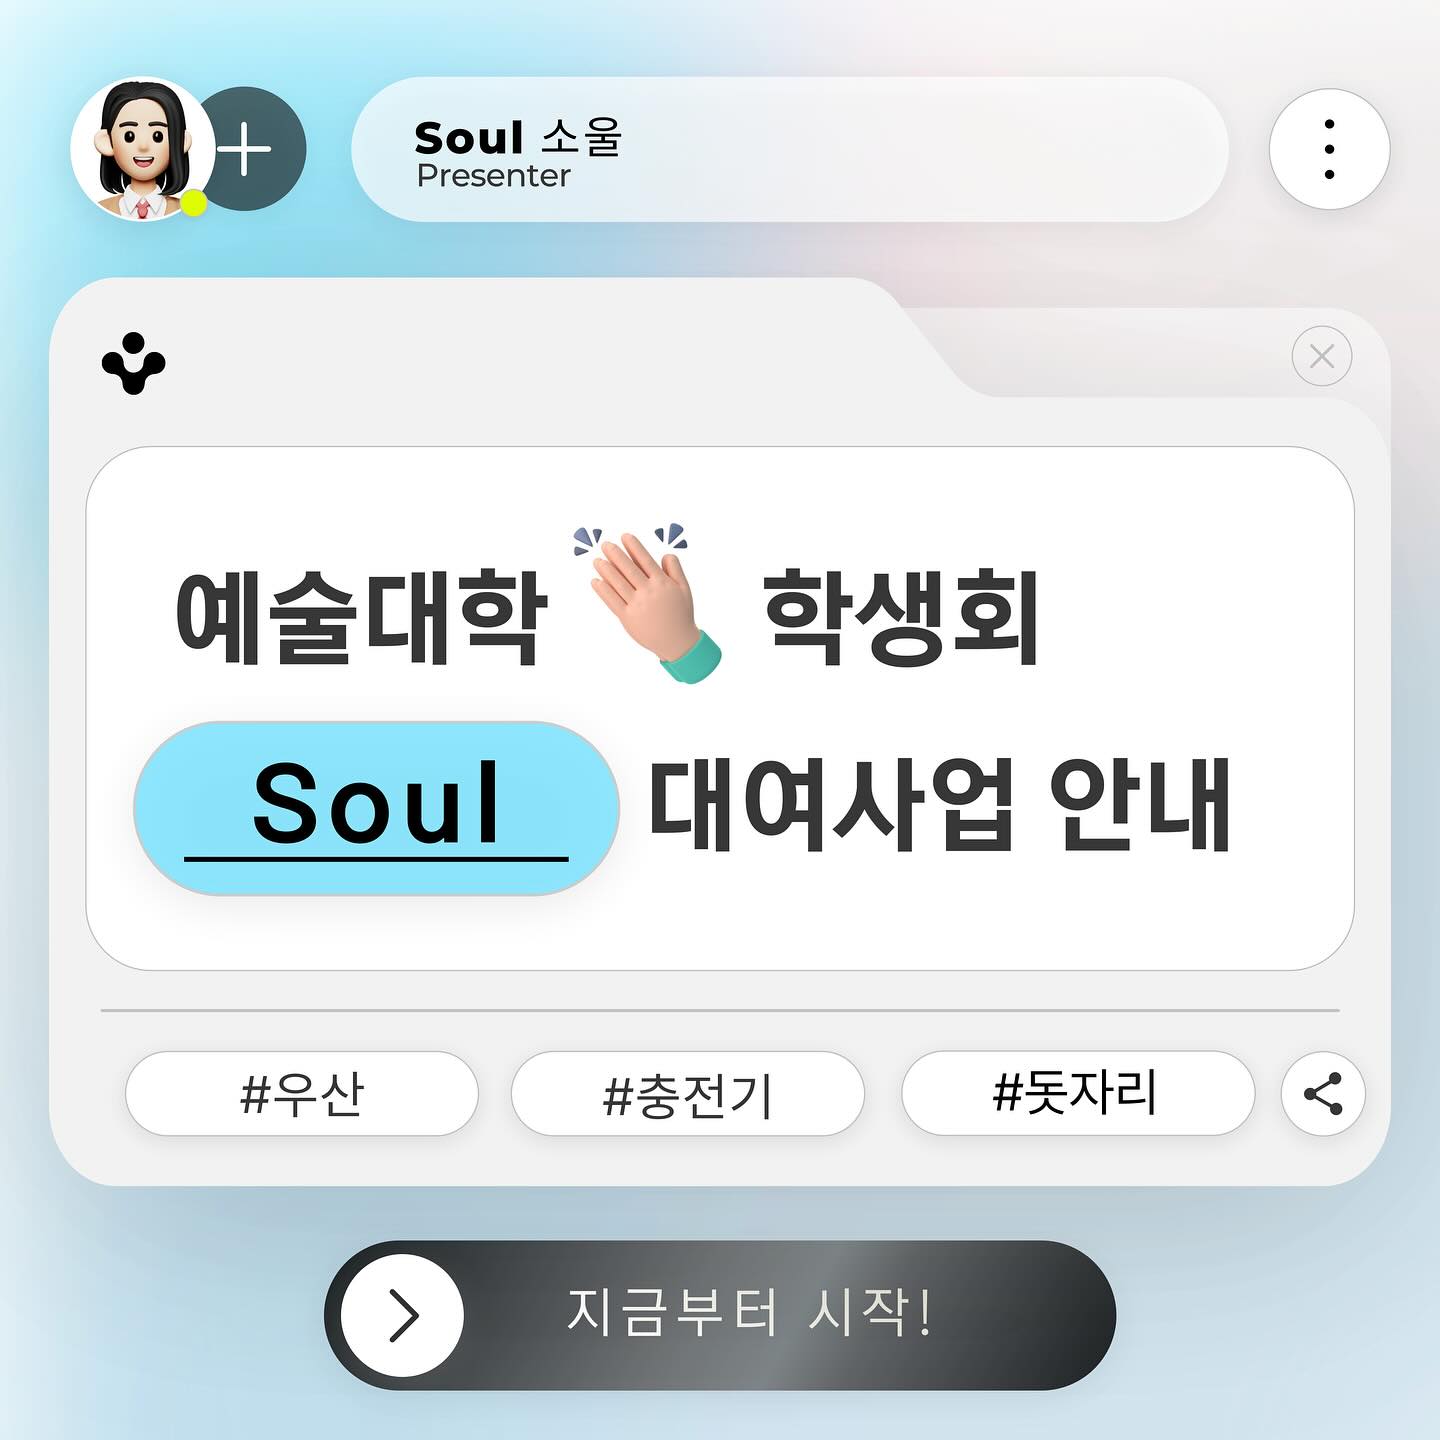 Soul 소울
Presenter
예술대학 학생회
Soul 대여사업 안내
#우산 #충전기 #돗자리
지금부터 시작!